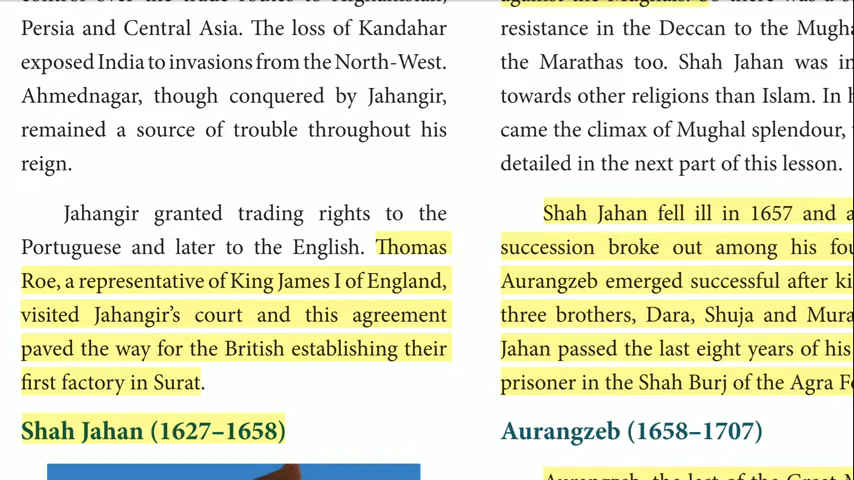 Persia and Central Asia. The loss of Kandahar
exposed India to invasions from the North-West.
Ahmednagar, though conquered by Jahangir,
remained a source of trouble throughout his
reign.
Jahangir granted trading rights to the
Portuguese and later to the English. Thomas
Roe, a representative of King James I of England,
visited Jahangir's court and this agreement
paved the way for the British establishing their
first factory in Surat.
Shah Jahan (1627–1658)
resistance in the Deccan to the
the Marathas too. Shah Jahan was
towards other religions than Islam. In
came the climax of Mughal splendour,
detailed in the next part of this lesson.
Shah Jahan fell ill in 1657 and
succession broke out among his
Aurangzeb emerged successful after
three brothers, Dara, Shuja and
Jahan passed the last eight years of his
prisoner in the Shah Burj of the Agra
Aurangzeb (1658–1707)